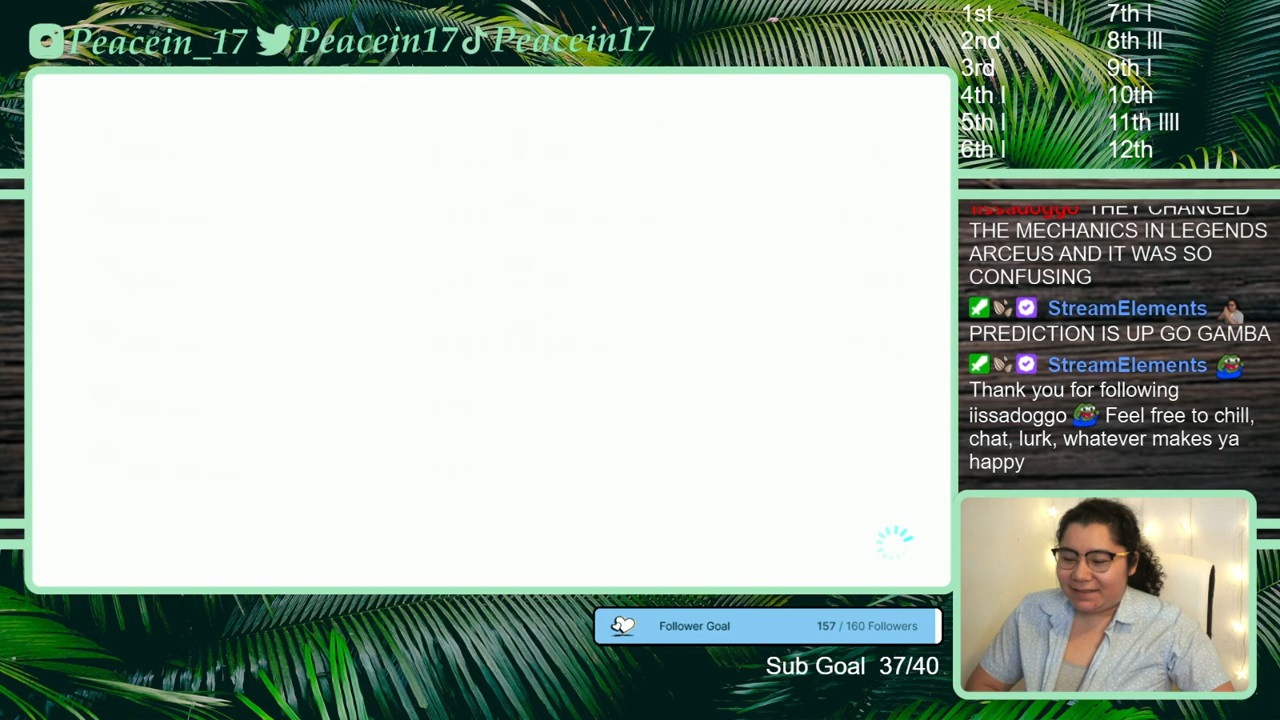 Peacein_17 Peacein17 Peacein17
1st 7th I
2nd 8th III
3rd 9th I
4th I 10th
5th I 11th IIII
6th I 12th
iissadoggo THEY CHANGED
THE MECHANICS IN LEGENDS
ARCEUS AND IT WAS SO
CONFUSING
StreamElements
PREDICTION IS UP GO GAMBA
StreamElements
Thank you for following
iissadoggo Feel free to chill,
chat, lurk, whatever makes ya
happy
Follower Goal 157 / 160 Followers
Sub Goal 37/40